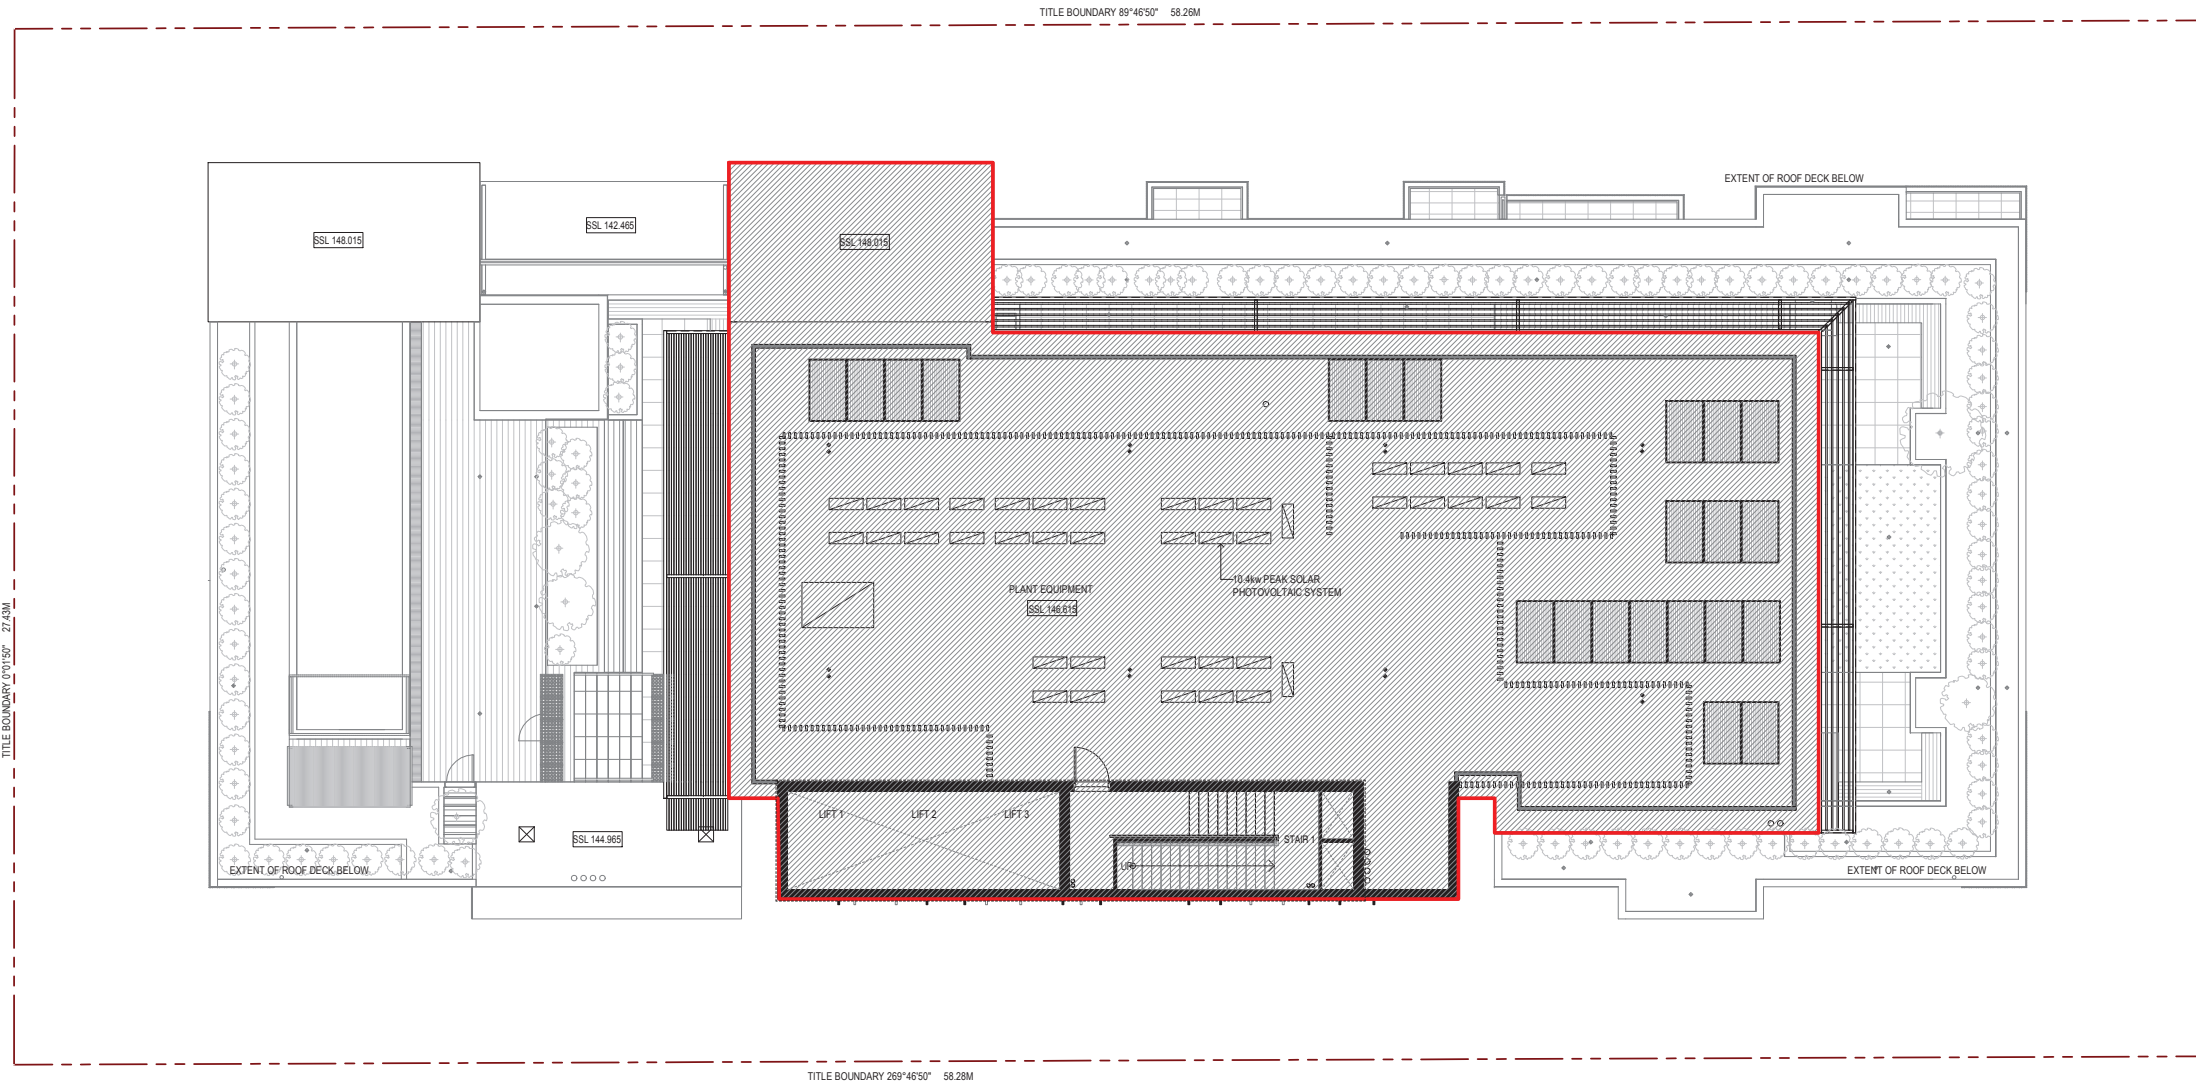 TITLE BOUNDARY 89°46'50" 58.26M
EXTENT OF ROOF DECK BELOW
SSL 148.015
SSL 142.465
SSL 148.015
10.4kw PEAK SOLAR
PHOTOVOLTAIC SYSTEM
PLANT EQUIPMENT
SSL 146.615
TITLE BOUNDARY 0°01'50" 27.43M
LIFT 1
LIFT 2
LIFT 3
STAIR 1
UP
SSL 144.965
EXTENT OF ROOF DECK BELOW
EXTENT OF ROOF DECK BELOW
TITLE BOUNDARY 269°46'50" 58.28M